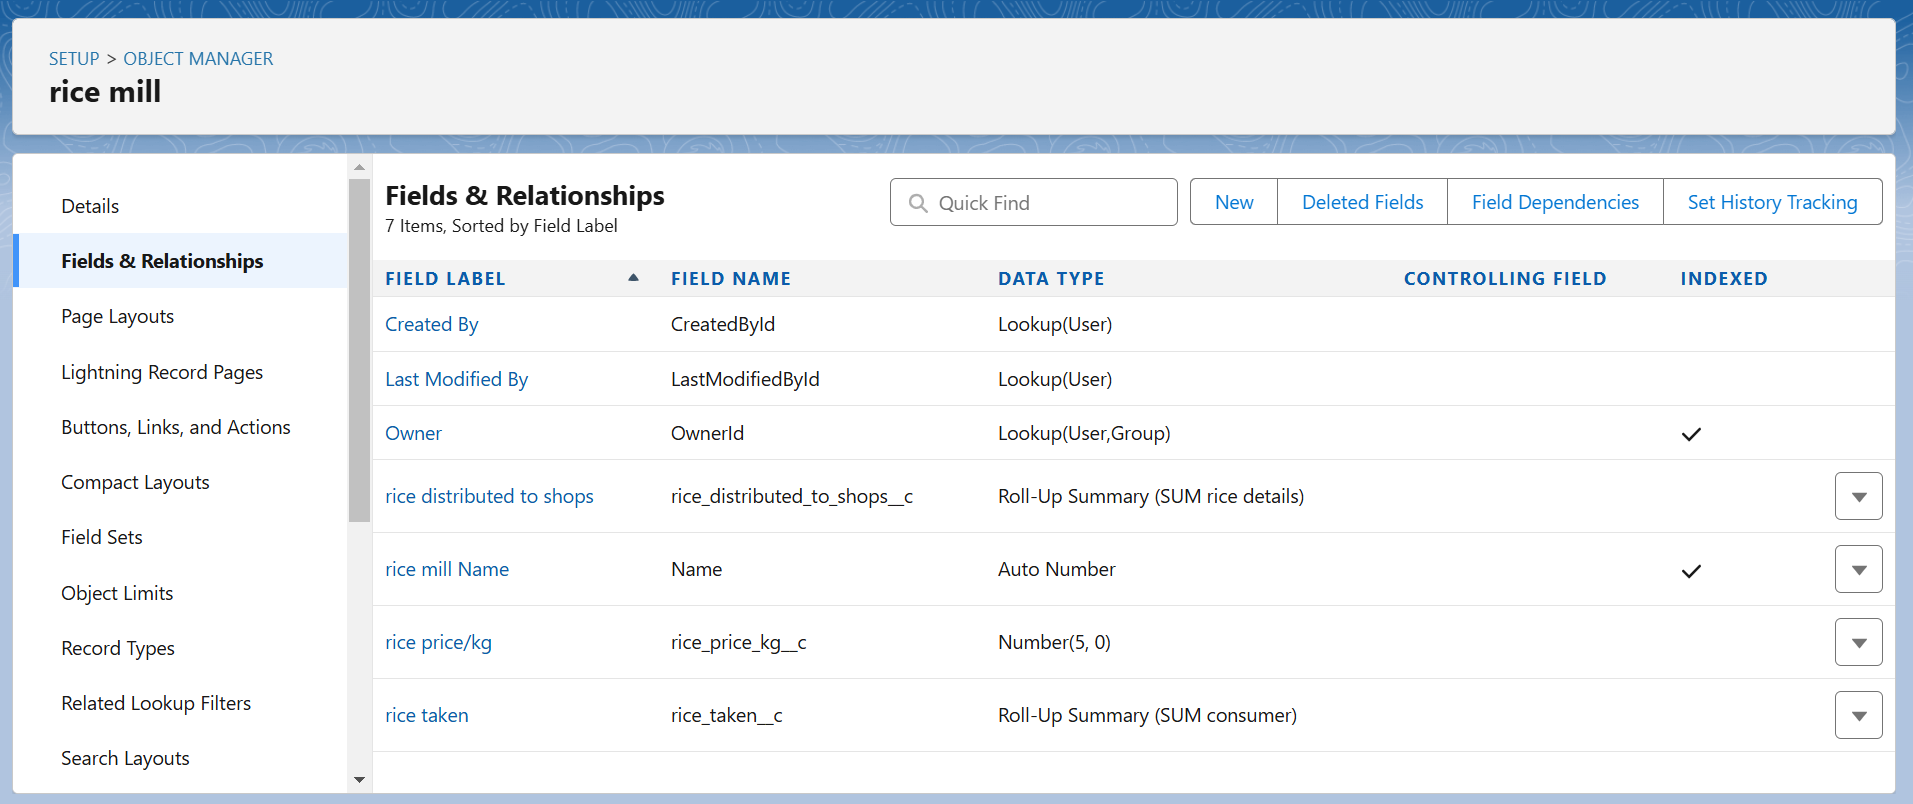 SETUP > OBJECT MANAGER
rice mill
Details
Fields & Relationships
Page Layouts
Lightning Record Pages
Buttons, Links, and Actions
Compact Layouts
Field Sets
Object Limits
Record Types
Related Lookup Filters
Search Layouts
Fields & Relationships
7 Items, Sorted by Field Label
Quick Find
New
Deleted Fields
Field Dependencies
Set History Tracking
FIELD LABEL FIELD NAME DATA TYPE CONTROLLING FIELD INDEXED
Created By CreatedById Lookup(User)
Last Modified By LastModifiedById Lookup(User)
Owner OwnerId Lookup(User,Group)
rice distributed to shops rice_distributed_to_shops__c Roll-Up Summary (SUM rice details)
rice mill Name Name Auto Number
rice price/kg rice_price_kg__c Number(5, 0)
rice taken rice_taken__c Roll-Up Summary (SUM consumer)